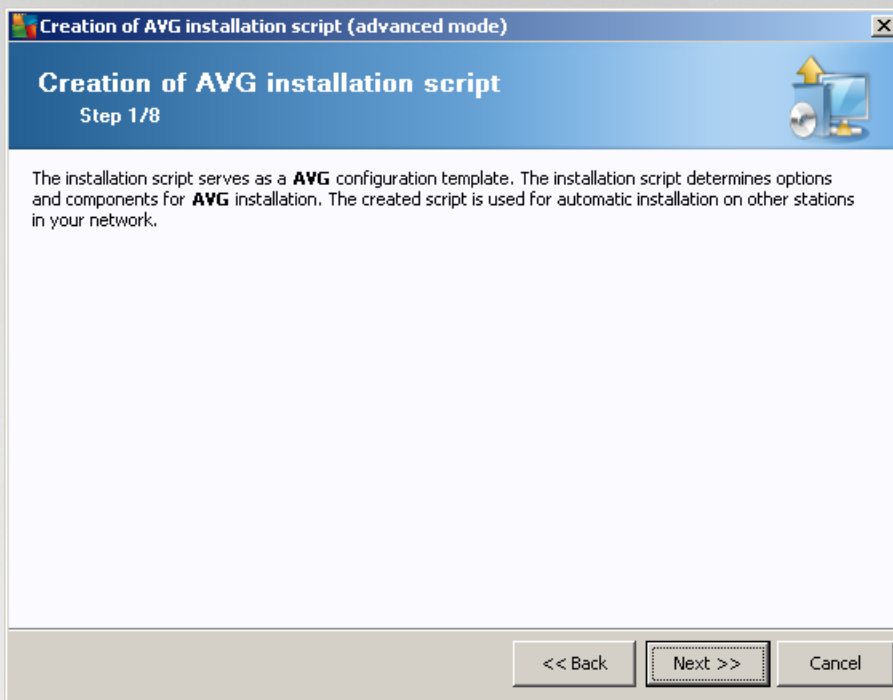 Creation of AVG installation script (advanced mode)
Creation of AVG installation script
Step 1/8
The installation script serves as a AVG configuration template. The installation script determines options
and components for AVG installation. The created script is used for automatic installation on other stations
in your network.
<< Back
Next >>
Cancel